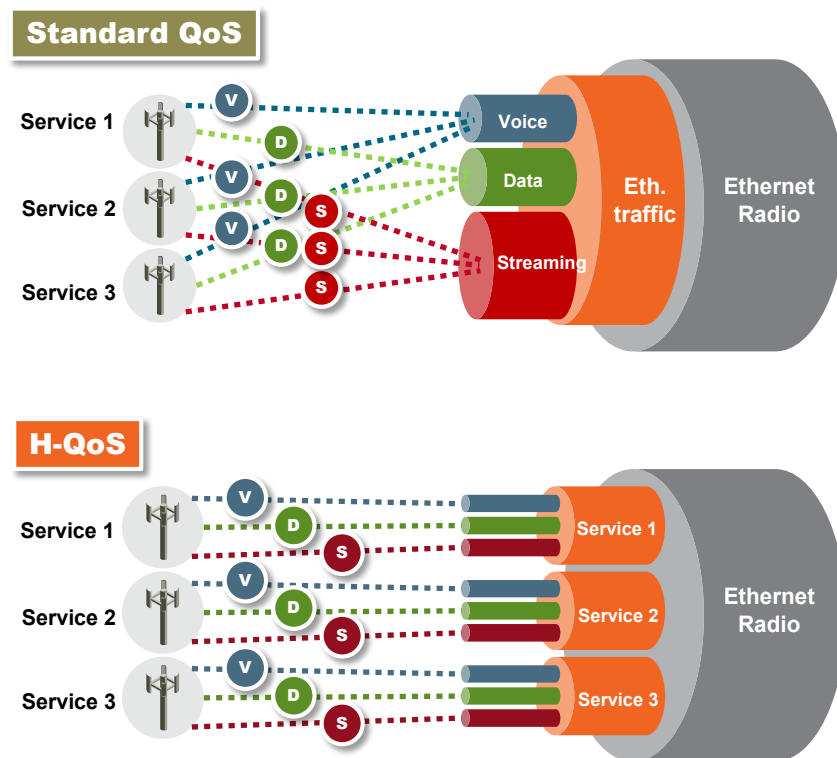 Standard QoS
Service 1
V
D
Voice
Service 2
V
D
S
Data
Eth.
traffic
Ethernet
Radio
Service 3
V
D
S
S
Streaming
H-QoS
Service 1
V
D
S
Service 1
Service 2
V
D
S
Service 2
Ethernet
Radio
Service 3
V
D
S
Service 3